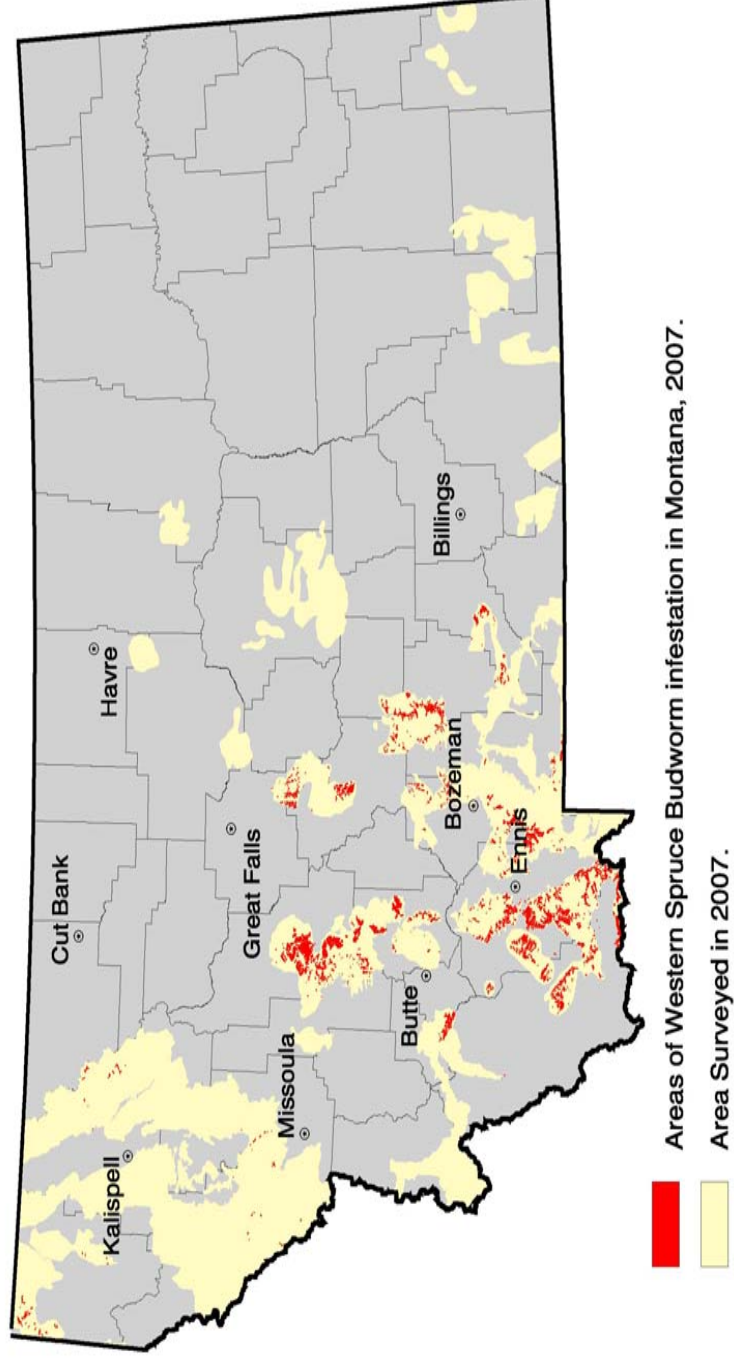 Cut Bank
Havre
Kalispell
Great Falls
Missoula
Butte
Bozeman
Billings
Ennis
Areas of Western Spruce Budworm infestation in Montana, 2007.
Area Surveyed in 2007.